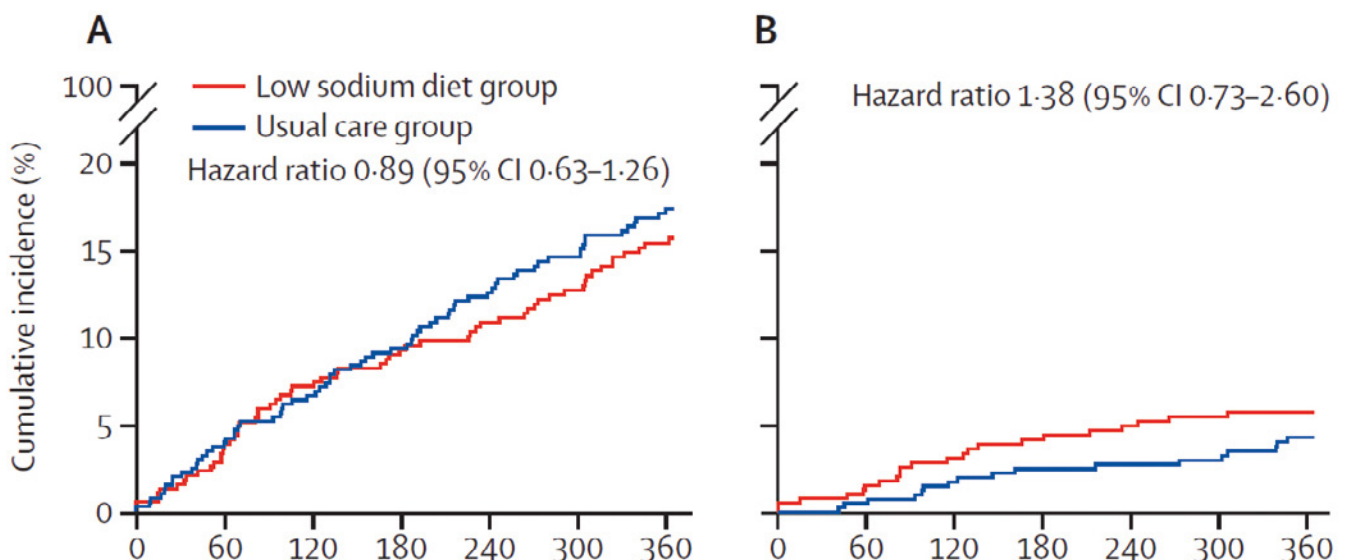 A
B
100
Low sodium diet group
Usual care group
Hazard ratio 0·89 (95% CI 0·63–1·26)
Hazard ratio 1·38 (95% CI 0·73–2·60)
Cumulative incidence (%)
20
15
10
5
0
0 60 120 180 240 300 360
0 60 120 180 240 300 360